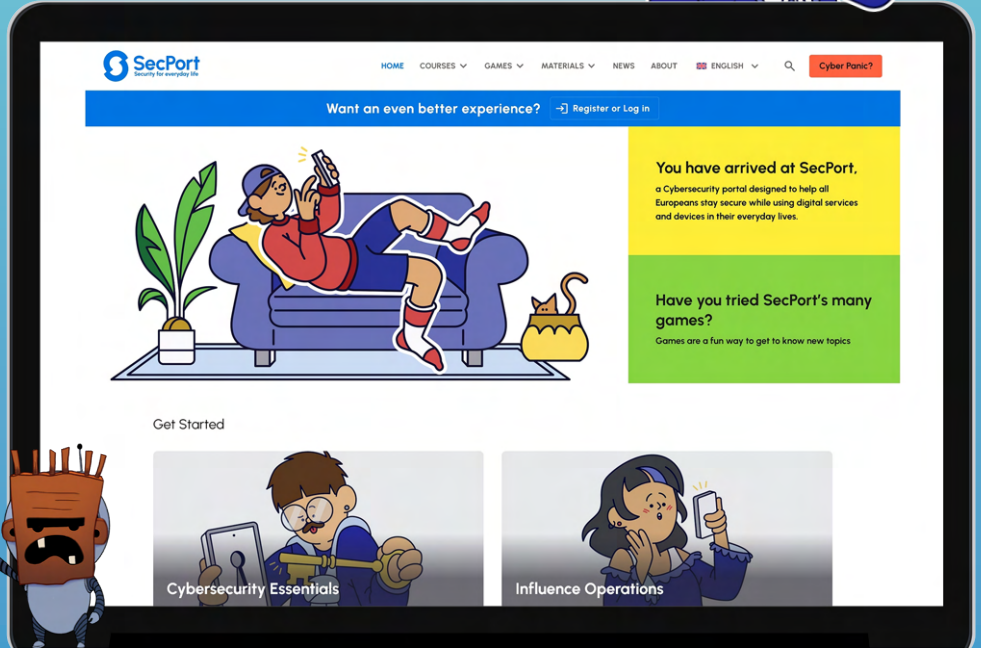 SecPort
Security for everyday life
HOME COURSES GAMES MATERIALS NEWS ABOUT ENGLISH Cyber Panic?
Want an even better experience? Register or Log in
You have arrived at SecPort,
a Cybersecurity portal designed to help all
Europeans stay secure while using digital services
and devices in their everyday lives.
Have you tried SecPort's many
games?
Games are a fun way to get to know new topics
Get Started
Cybersecurity Essentials
Influence Operations